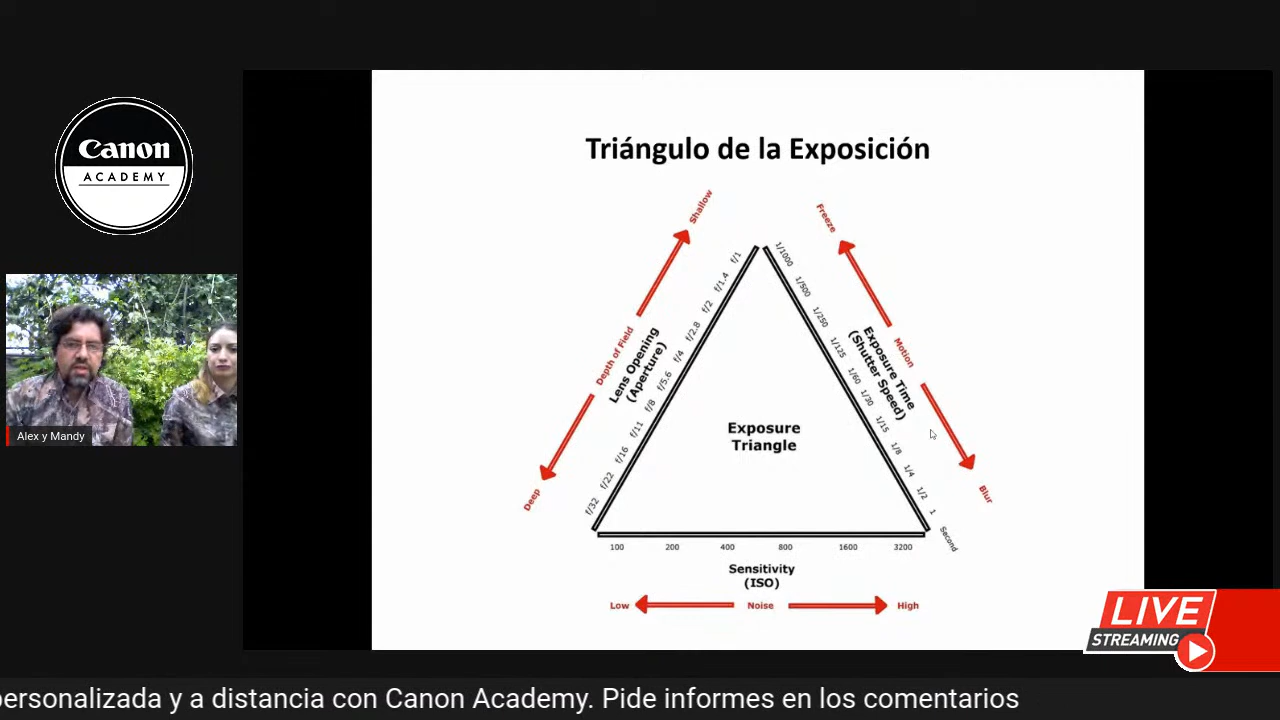 Canon
ACADEMY
Alex y Mandy
Triángulo de la Exposición
Shallow
Depth of Field
Deep
Lens Opening
(Aperture)
f/1
f/1.4
f/2
f/2.8
f/4
f/5.6
f/8
f/11
f/16
f/22
f/32
Freeze
Motion
Blur
Exposure Time
(Shutter Speed)
1/1000
1/500
1/250
1/125
1/60
1/30
1/15
1/8
1/4
1/2
1
Second
Exposure
Triangle
100 200 400 800 1600 3200
Sensitivity
(ISO)
Low Noise High
LIVE
STREAMING
personalizada y a distancia con Canon Academy. Pide informes en los comentarios